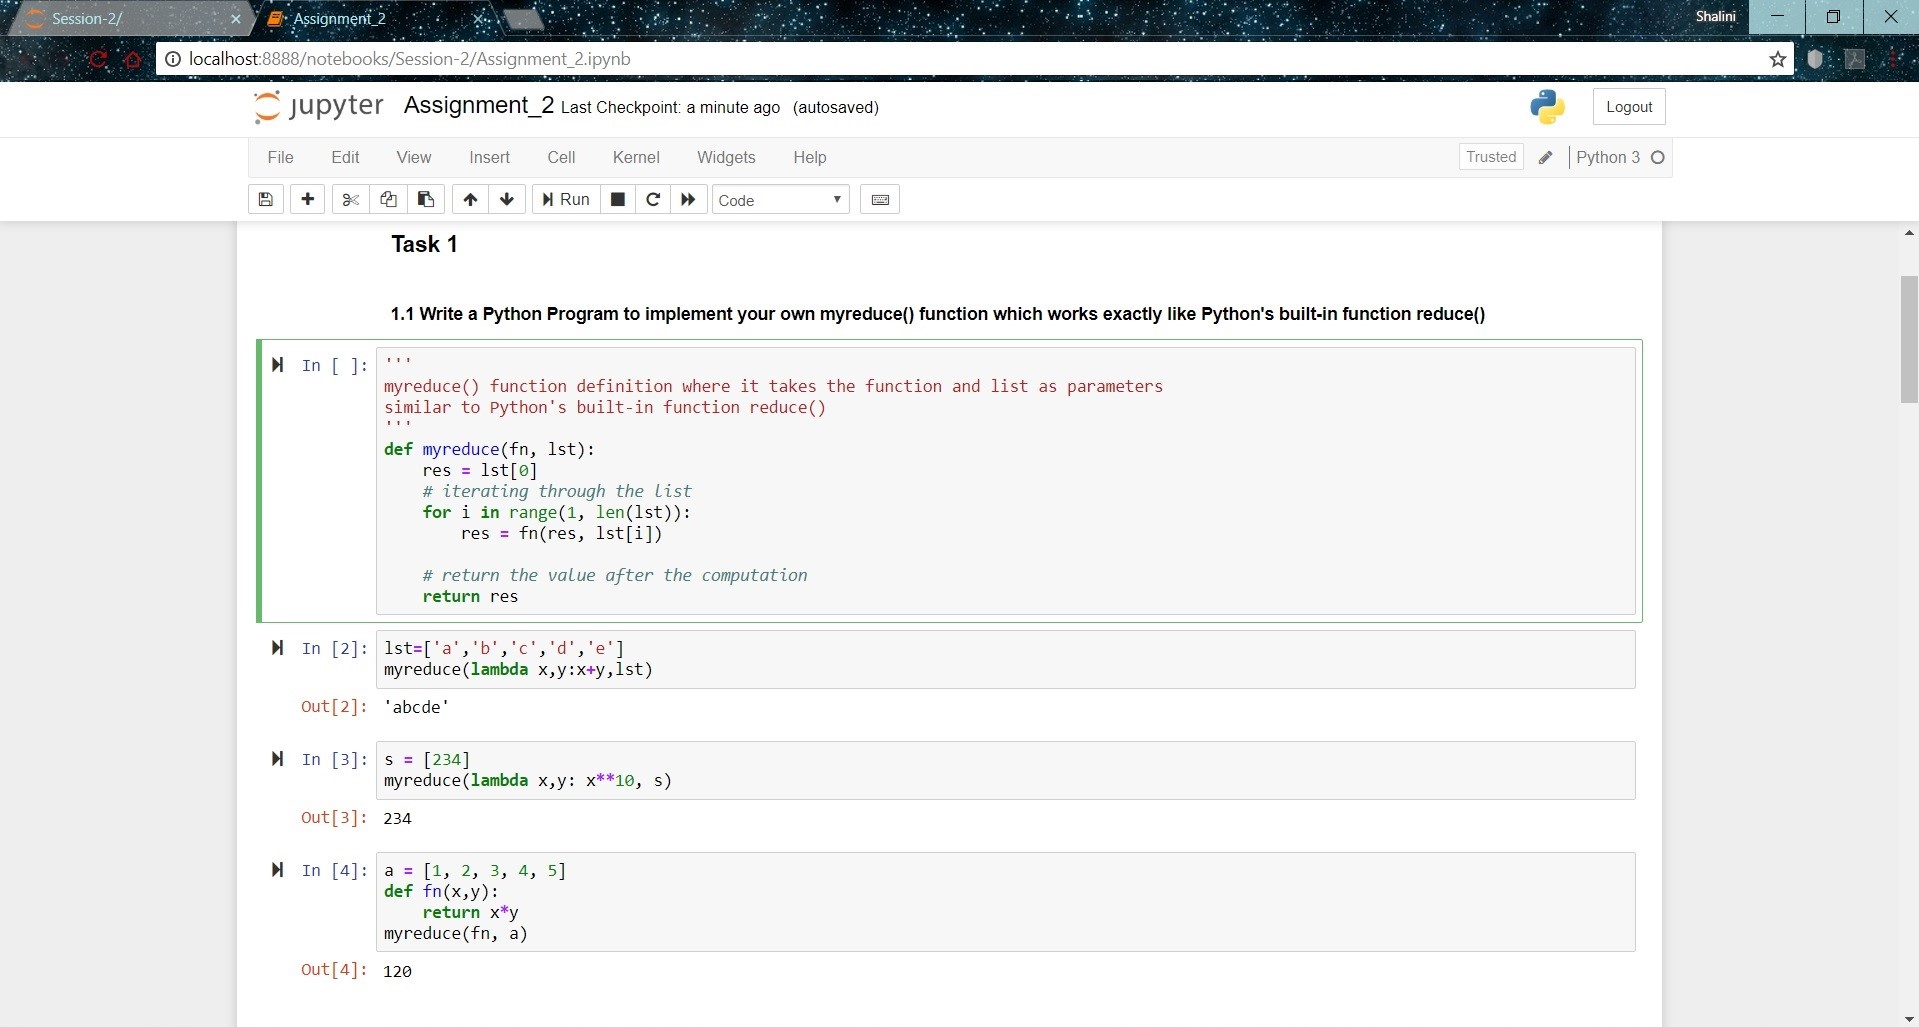 Session-2/
Assignment_2
Shalini
localhost:8888/notebooks/Session-2/Assignment_2.ipynb
jupyter Assignment_2 Last Checkpoint: a minute ago (autosaved)
Logout
File Edit View Insert Cell Kernel Widgets Help
Trusted Python 3
Run Code
Task 1
1.1 Write a Python Program to implement your own myreduce() function which works exactly like Python's built-in function reduce()
In [ ]: '''
myreduce() function definition where it takes the function and list as parameters
similar to Python's built-in function reduce()
'''
def myreduce(fn, lst):
    res = lst[0]
    # iterating through the list
    for i in range(1, len(lst)):
        res = fn(res, lst[i])
    # return the value after the computation
    return res
In [2]: lst=['a','b','c','d','e']
myreduce(lambda x,y:x+y,lst)
Out[2]: 'abcde'
In [3]: s = [234]
myreduce(lambda x,y: x**10, s)
Out[3]: 234
In [4]: a = [1, 2, 3, 4, 5]
def fn(x,y):
    return x*y
myreduce(fn, a)
Out[4]: 120